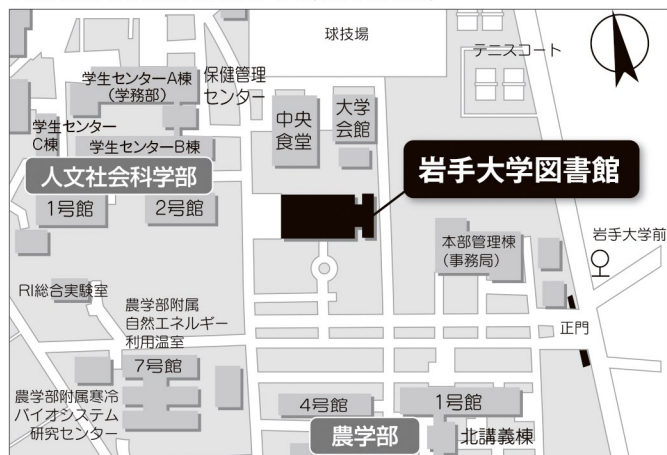 球技場
テニスコート
学生センターA棟
（学務部）
保健管理
センター
中央
食堂
大学
会館
学生センター
C棟
学生センターB棟
人文社会科学部
岩手大学図書館
1号館
2号館
本部管理棟
（事務局）
岩手大学前
RI総合実験室
農学部附属
自然エネルギー
利用温室
正門
7号館
農学部附属寒冷
バイオシステム
研究センター
4号館
1号館
農学部
北講義棟